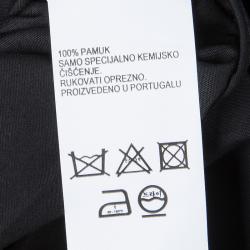 100% PAMUK
SAMO SPECIJALNO KEMIJSKO
ČIŠĆENJE.
RUKOVATI OPREZNO.
PROIZVEDENO U PORTUGALU